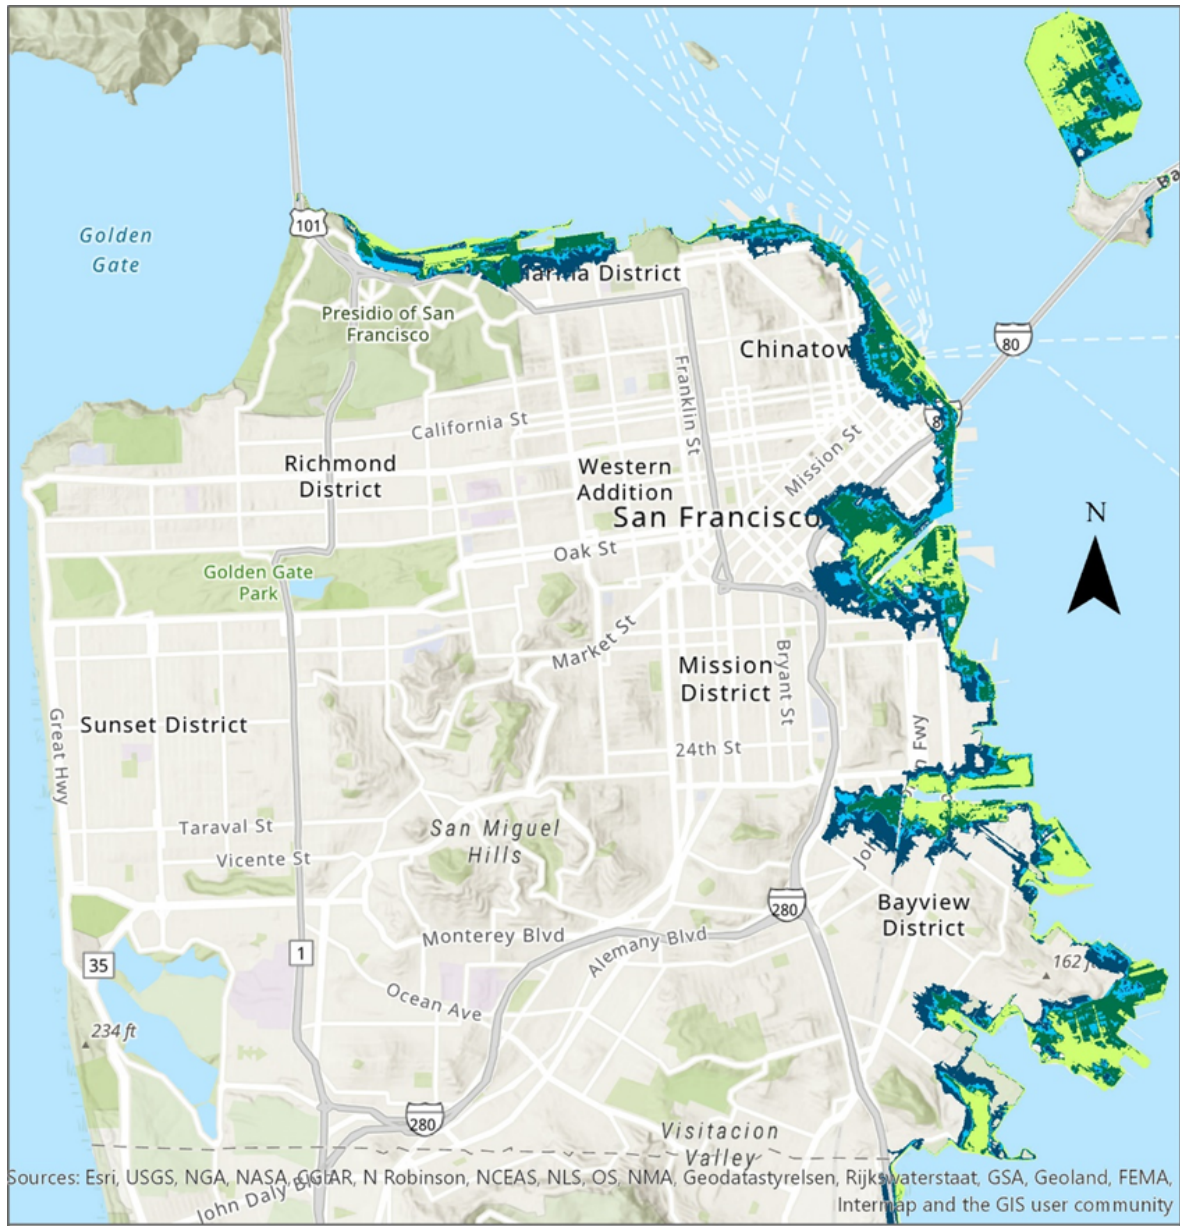 Golden
Gate
101
Marina District
Presidio of San
Francisco
Chinatow
80
California St
Franklin St
Richmond
District
Western
Addition
Mission St
San Francisco
N
Oak St
Golden Gate
Park
Market St
Mission
District
Bryant St
Great Hwy
Sunset District
24th St
Taraval St
Vicente St
San Miguel
Hills
Bayview
District
280
Monterey Blvd
Alemany Blvd
1
35
Ocean Ave
162 ft
234 ft
280
Visitacion
Valley
John Daly Blvd
Sources: Esri, USGS, NGA, NASA, CGIAR, N Robinson, NCEAS, NLS, OS, NMA, Geodatastyrelsen, Rijkswaterstaat, GSA, Geoland, FEMA,
Intermap and the GIS user community